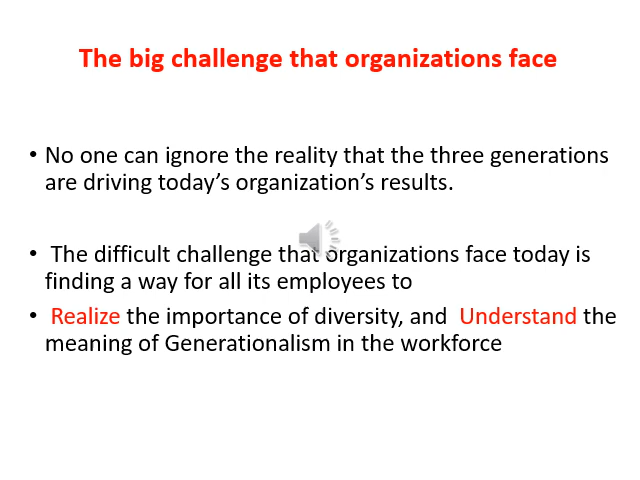 The big challenge that organizations face
• No one can ignore the reality that the three generations
are driving today’s organization’s results.
• The difficult challenge that organizations face today is
finding a way for all its employees to
• Realize the importance of diversity, and Understand the
meaning of Generationalism in the workforce